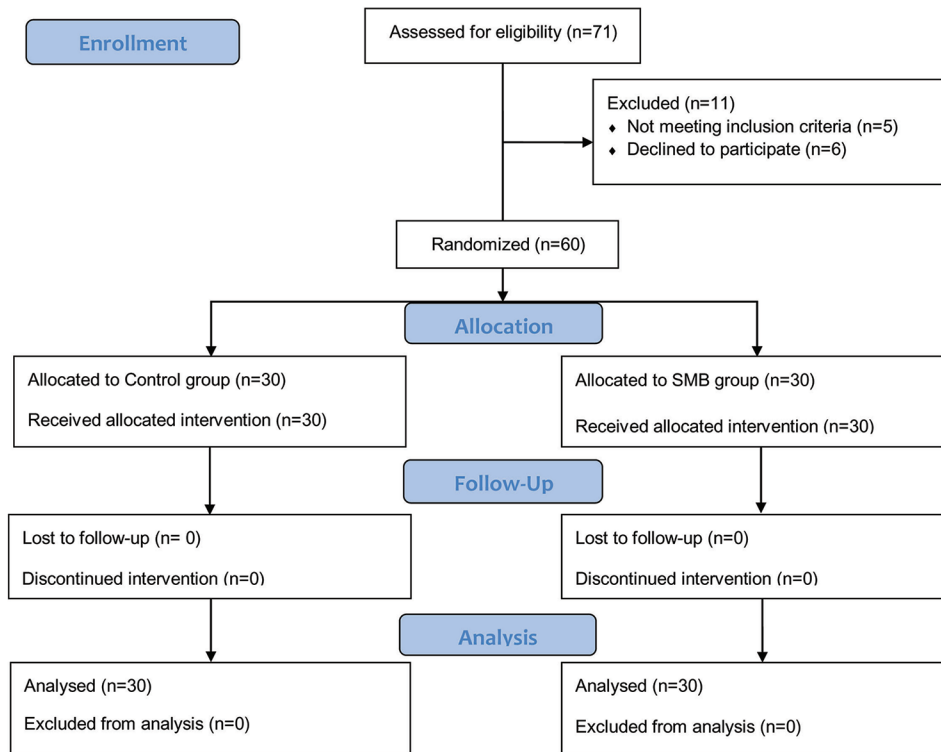 Enrollment
Assessed for eligibility (n=71)
Excluded (n=11)
♦ Not meeting inclusion criteria (n=5)
♦ Declined to participate (n=6)
Randomized (n=60)
Allocation
Allocated to Control group (n=30)
Received allocated intervention (n=30)
Allocated to SMB group (n=30)
Received allocated intervention (n=30)
Follow-Up
Lost to follow-up (n= 0)
Discontinued intervention (n=0)
Lost to follow-up (n=0)
Discontinued intervention (n=0)
Analysis
Analysed (n=30)
Excluded from analysis (n=0)
Analysed (n=30)
Excluded from analysis (n=0)